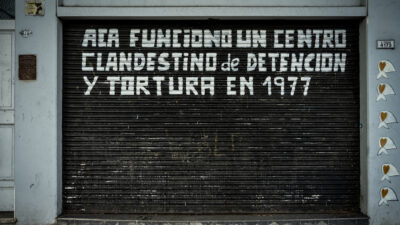 ACA FUNCIONO UN CENTRO
CLANDESTINO de DETENCION
Y TORTURA EN 1977